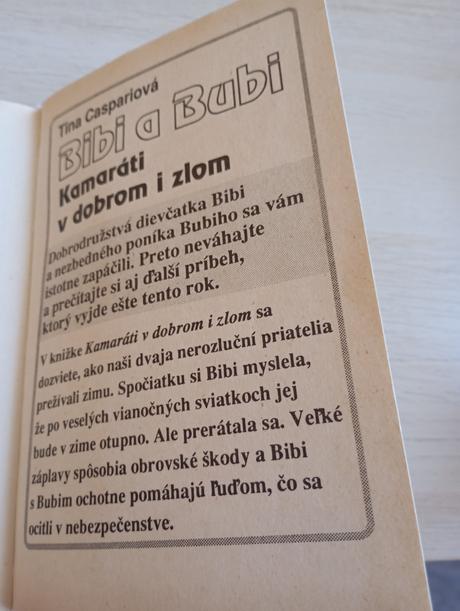 Tina Caspariová
Bibi a Bubi
Kamaráti
v dobrom i zlom
Dobrodružstvá dievčatka Bibi
a nezbedného poníka Bubiho sa vám
istotne zapáčili. Preto neváhajte
a prečítajte si aj ďalší príbeh,
ktorý vyjde ešte tento rok.
V knižke Kamaráti v dobrom i zlom sa
dozviete, ako naši dvaja nerozluční priatelia
prežívali zimu. Spočiatku si Bibi myslela,
že po veselých vianočných sviatkoch jej
bude v zime otupno. Ale prerátala sa. Veľké
záplavy spôsobia obrovské škody a Bibi
s Bubim ochotne pomáhajú ľuďom, čo sa
ocitli v nebezpečenstve.